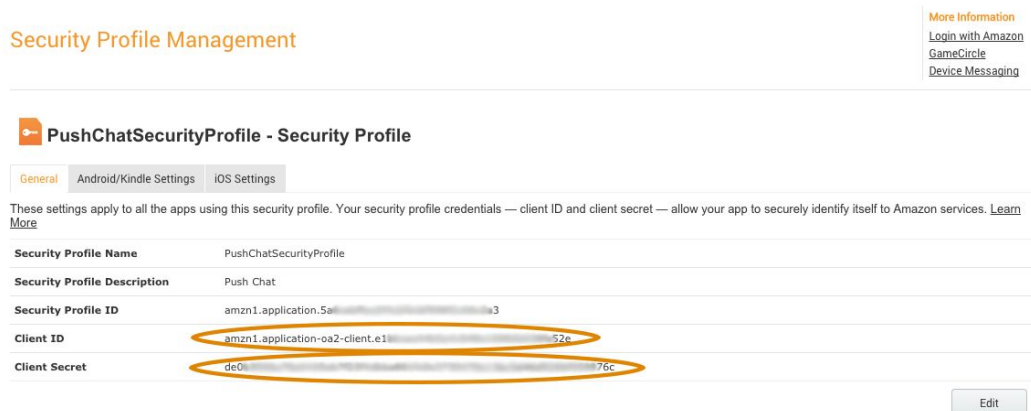 More Information
Security Profile Management
Login with Amazon
GameCircle
Device Messaging
PushChatSecurityProfile - Security Profile
General Android/Kindle Settings iOS Settings
These settings apply to all the apps using this security profile. Your security profile credentials — client ID and client secret — allow your app to securely identify itself to Amazon services. Learn
More
Security Profile Name PushChatSecurityProfile
Security Profile Description Push Chat
Security Profile ID
Client ID
Client Secret
Edit